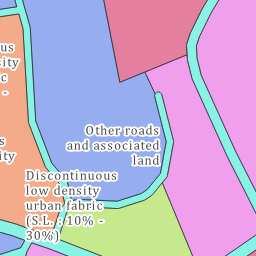 Other roads
and associated
land
Discontinuous
low density
urban fabric
(S.L. : 10% -
30%)